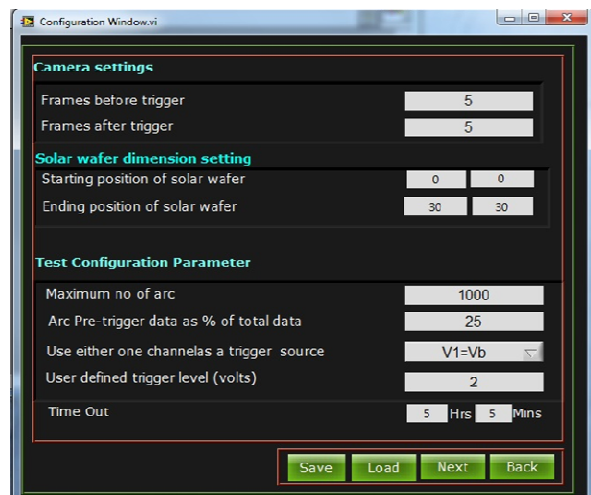 Configuration Window.vi
Camera settings
Frames before trigger 5
Frames after trigger 5
Solar wafer dimension setting
Starting position of solar wafer 0 0
Ending position of solar wafer 30 30
Test Configuration Parameter
Maximum no of arc 1000
Arc Pre-trigger data as % of total data 25
Use either one channelas a trigger source V1=Vb
User defined trigger level (volts) 2
Time Out 5 Hrs 5 Mins
Save Load Next Back